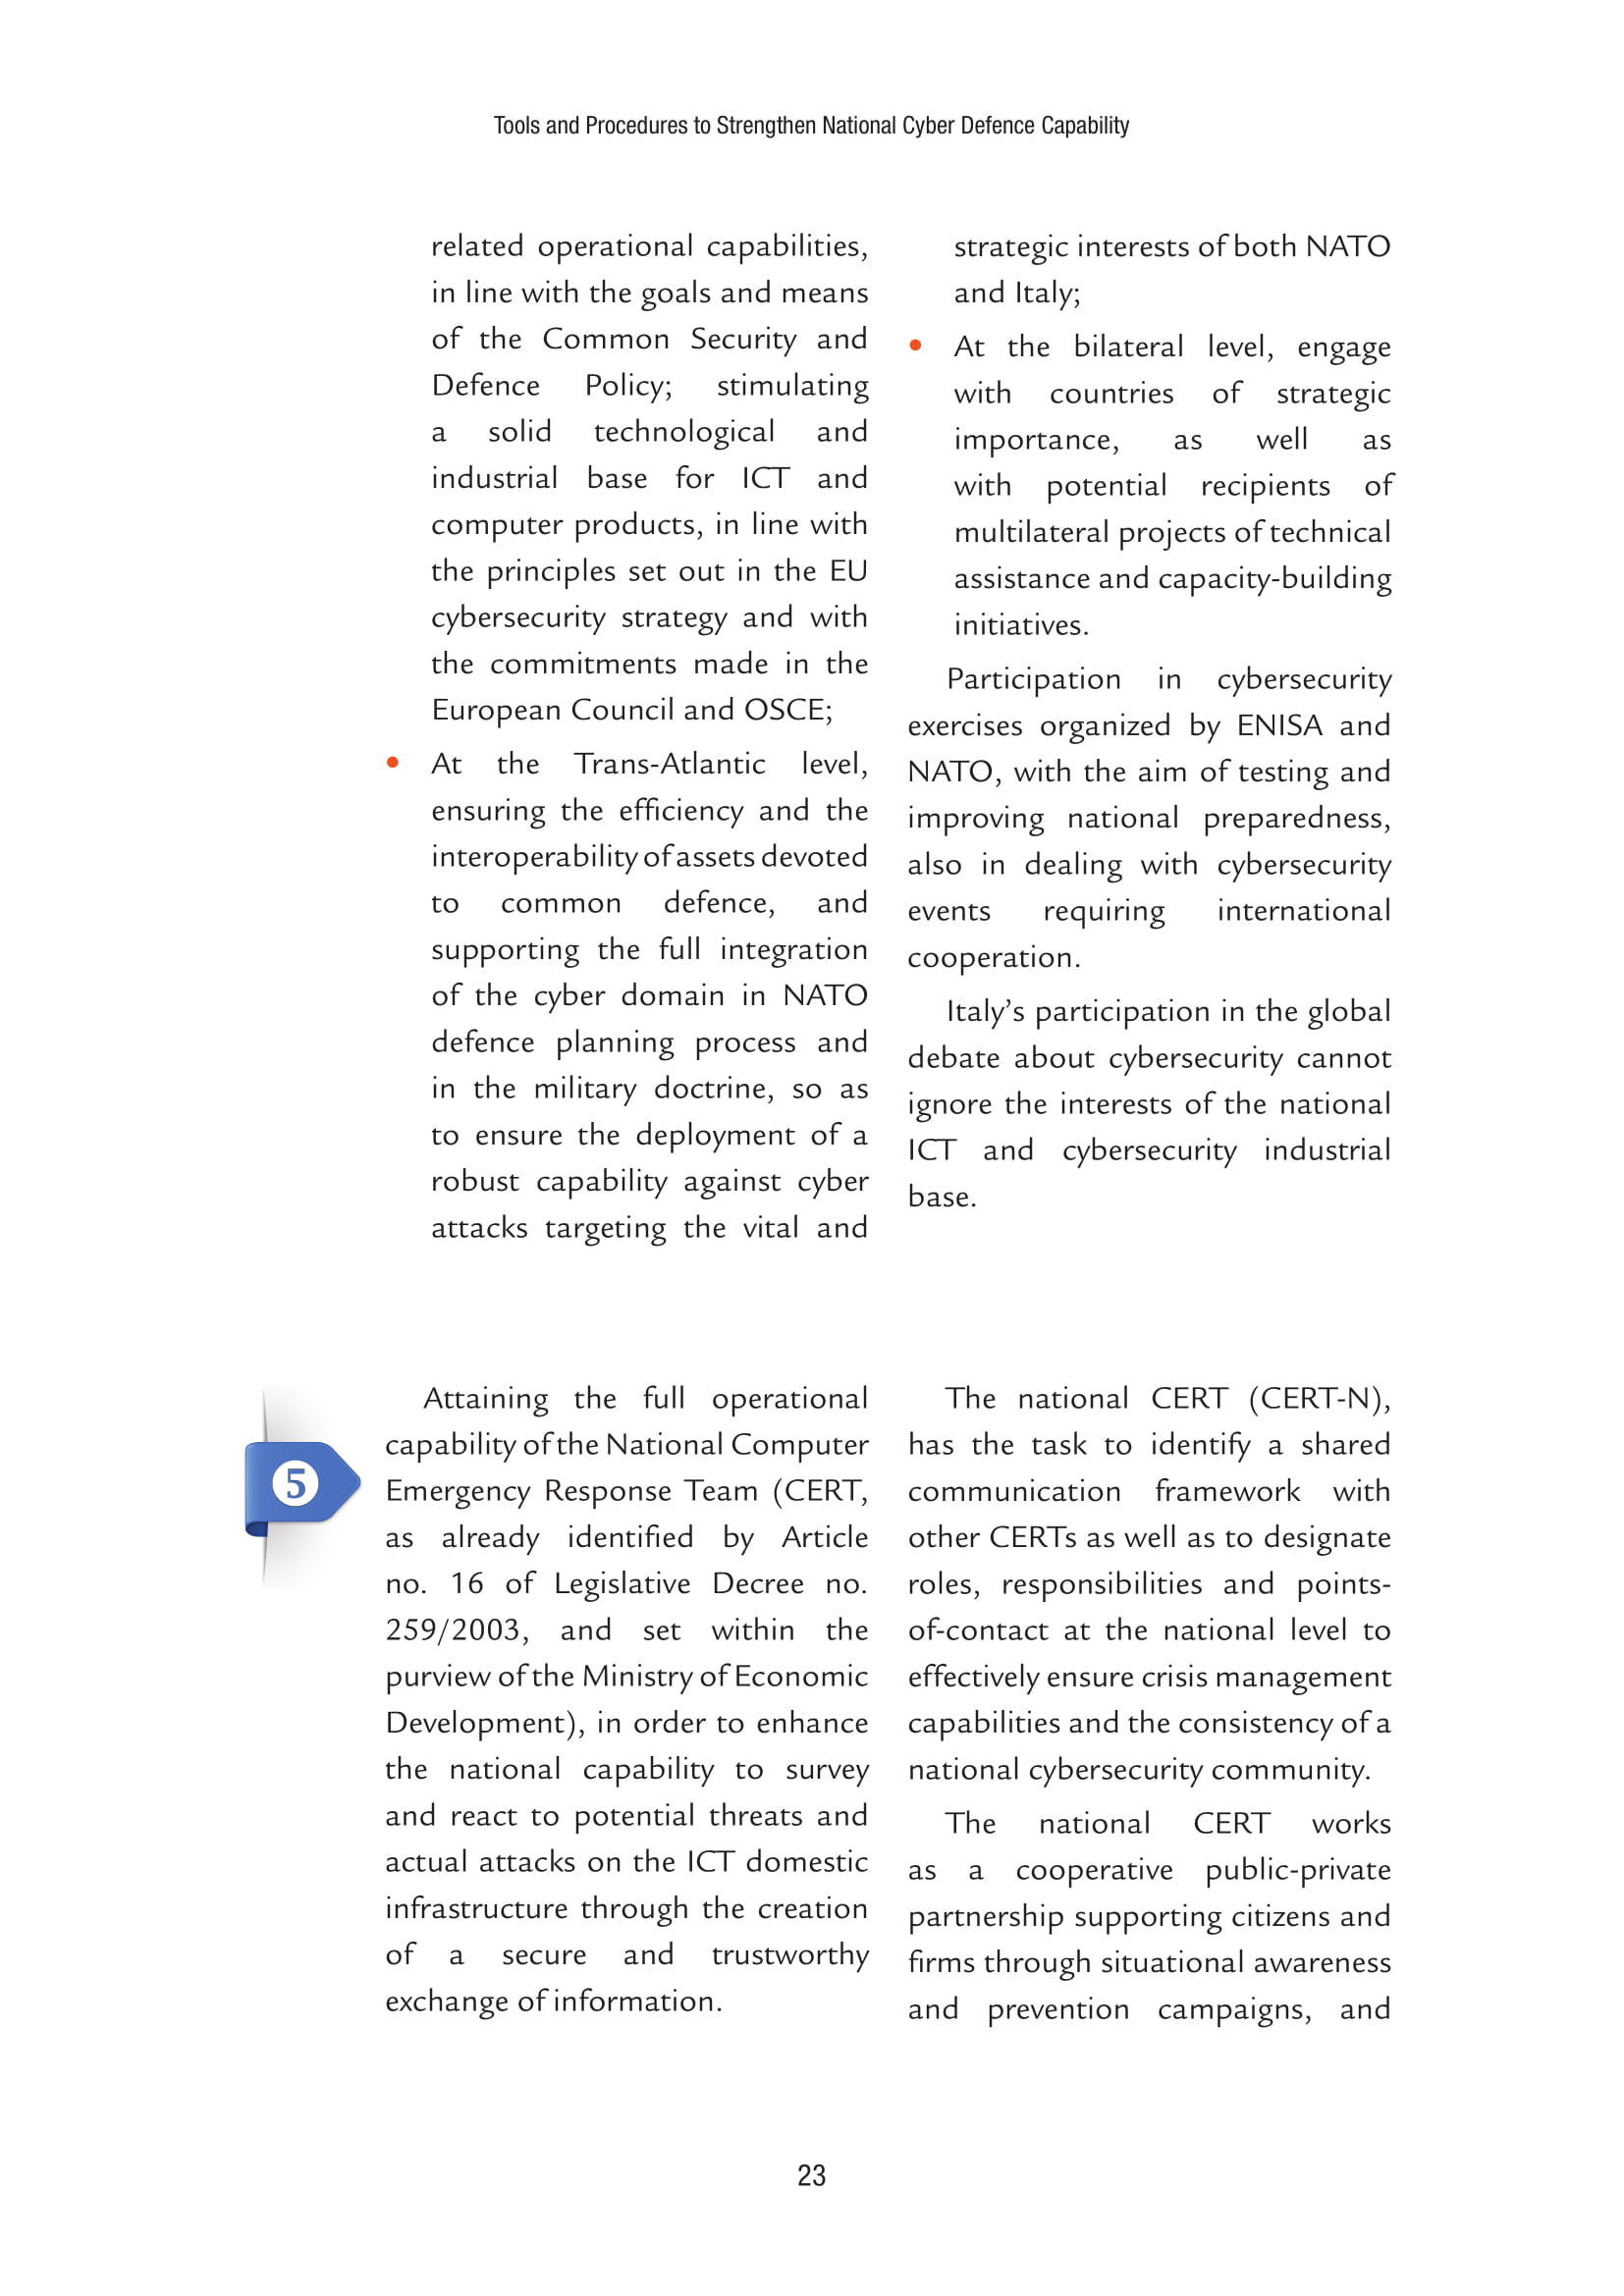 Tools and Procedures to Strengthen National Cyber Defence Capability
related operational capabilities,
in line with the goals and means
of the Common Security and
Defence Policy; stimulating
a solid technological and
industrial base for ICT and
computer products, in line with
the principles set out in the EU
cybersecurity strategy and with
the commitments made in the
European Council and OSCE;
• At the Trans-Atlantic level,
ensuring the efficiency and the
interoperability of assets devoted
to common defence, and
supporting the full integration
of the cyber domain in NATO
defence planning process and
in the military doctrine, so as
to ensure the deployment of a
robust capability against cyber
attacks targeting the vital and
strategic interests of both NATO
and Italy;
• At the bilateral level, engage
with countries of strategic
importance, as well as
with potential recipients of
multilateral projects of technical
assistance and capacity-building
initiatives.
Participation in cybersecurity
exercises organized by ENISA and
NATO, with the aim of testing and
improving national preparedness,
also in dealing with cybersecurity
events requiring international
cooperation.
Italy’s participation in the global
debate about cybersecurity cannot
ignore the interests of the national
ICT and cybersecurity industrial
base.
5
Attaining the full operational
capability of the National Computer
Emergency Response Team (CERT,
as already identified by Article
no. 16 of Legislative Decree no.
259/2003, and set within the
purview of the Ministry of Economic
Development), in order to enhance
the national capability to survey
and react to potential threats and
actual attacks on the ICT domestic
infrastructure through the creation
of a secure and trustworthy
exchange of information.
The national CERT (CERT-N),
has the task to identify a shared
communication framework with
other CERTs as well as to designate
roles, responsibilities and points-
of-contact at the national level to
effectively ensure crisis management
capabilities and the consistency of a
national cybersecurity community.
The national CERT works
as a cooperative public-private
partnership supporting citizens and
firms through situational awareness
and prevention campaigns, and
23